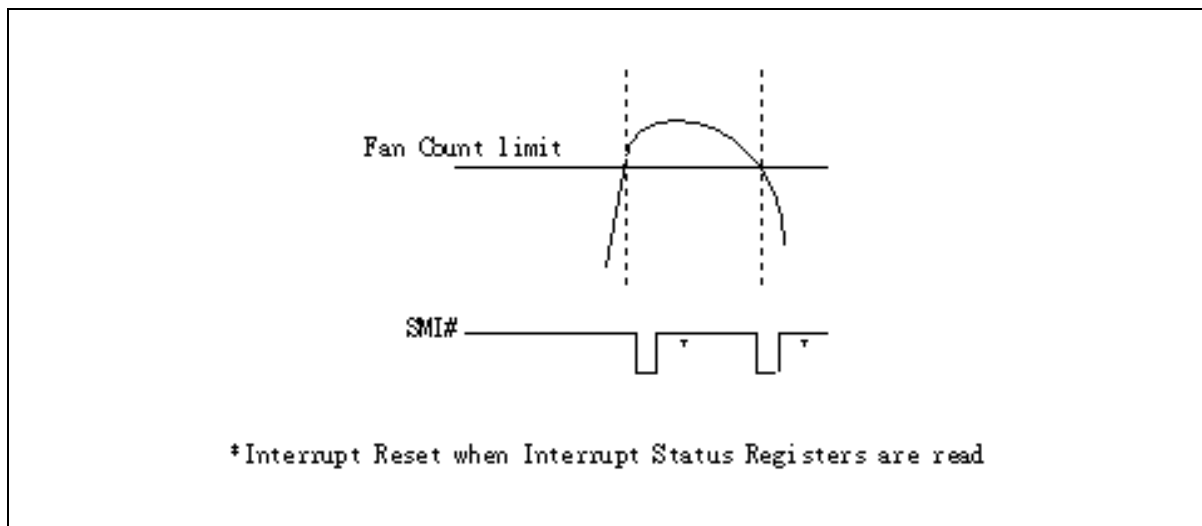 Fan Count limit
SMI#
*Interrupt Reset when Interrupt Status Registers are read